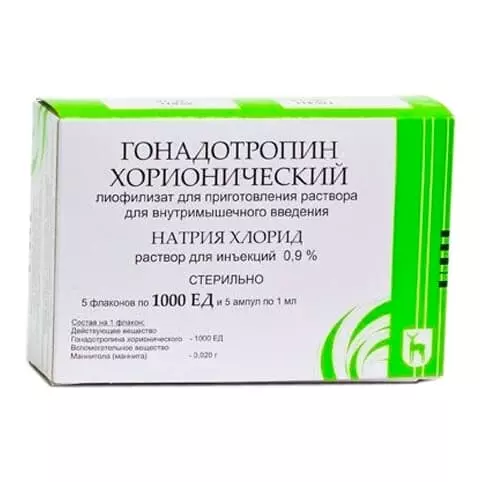 ГОНАДОТРОПИН
ХОРИОНИЧЕСКИЙ
лиофилизат для приготовления раствора
для внутримышечного введения
НАТРИЯ ХЛОРИД
раствор для инъекций 0,9 %
СТЕРИЛЬНО
5 флаконов по 1000 ЕД и 5 ампул по 1 мл
Состав на 1 флакон:
Действующее вещество
Гонадотропина хорионического - 1000 ЕД
Вспомогательное вещество
Маннитола (маннита) - 0,020 г